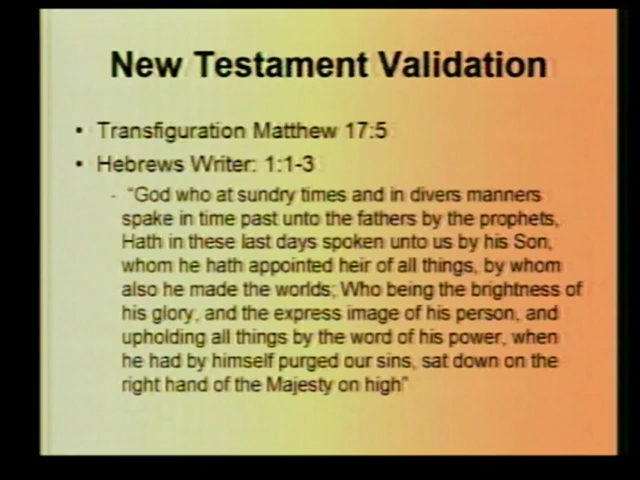 New Testament Validation
• Transfiguration Matthew 17:5
• Hebrews Writer: 1:1-3
- "God who at sundry times and in divers manners
spake in time past unto the fathers by the prophets,
Hath in these last days spoken unto us by his Son,
whom he hath appointed heir of all things, by whom
also he made the worlds; Who being the brightness of
his glory, and the express image of his person, and
upholding all things by the word of his power, when
he had by himself purged our sins, sat down on the
right hand of the Majesty on high"